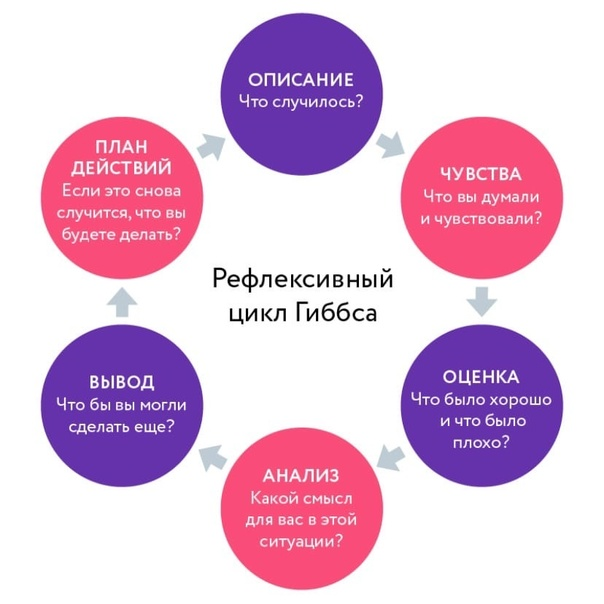 ОПИСАНИЕ
Что случилось?
ЧУВСТВА
Что вы думали
и чувствовали?
ОЦЕНКА
Что было хорошо
и что было
плохо?
АНАЛИЗ
Какой смысл
для вас в этой
ситуации?
ВЫВОД
Что бы вы могли
сделать еще?
ПЛАН
ДЕЙСТВИЙ
Если это снова
случится, что вы
будете делать?
Рефлексивный
цикл Гиббса